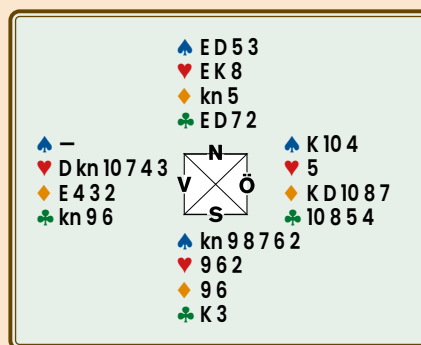 ♠ E D 5 3
♥ E K 8
♦ kn 5
♣ E D 7 2
♠ –
♥ D kn 10 7 4 3
♦ E 4 3 2
♣ kn 9 6
N
V Ö
S
♠ K 10 4
♥ 5
♦ K D 10 8 7
♣ 10 8 5 4
♠ kn 9 8 7 6 2
♥ 9 6 2
♦ 9 6
♣ K 3